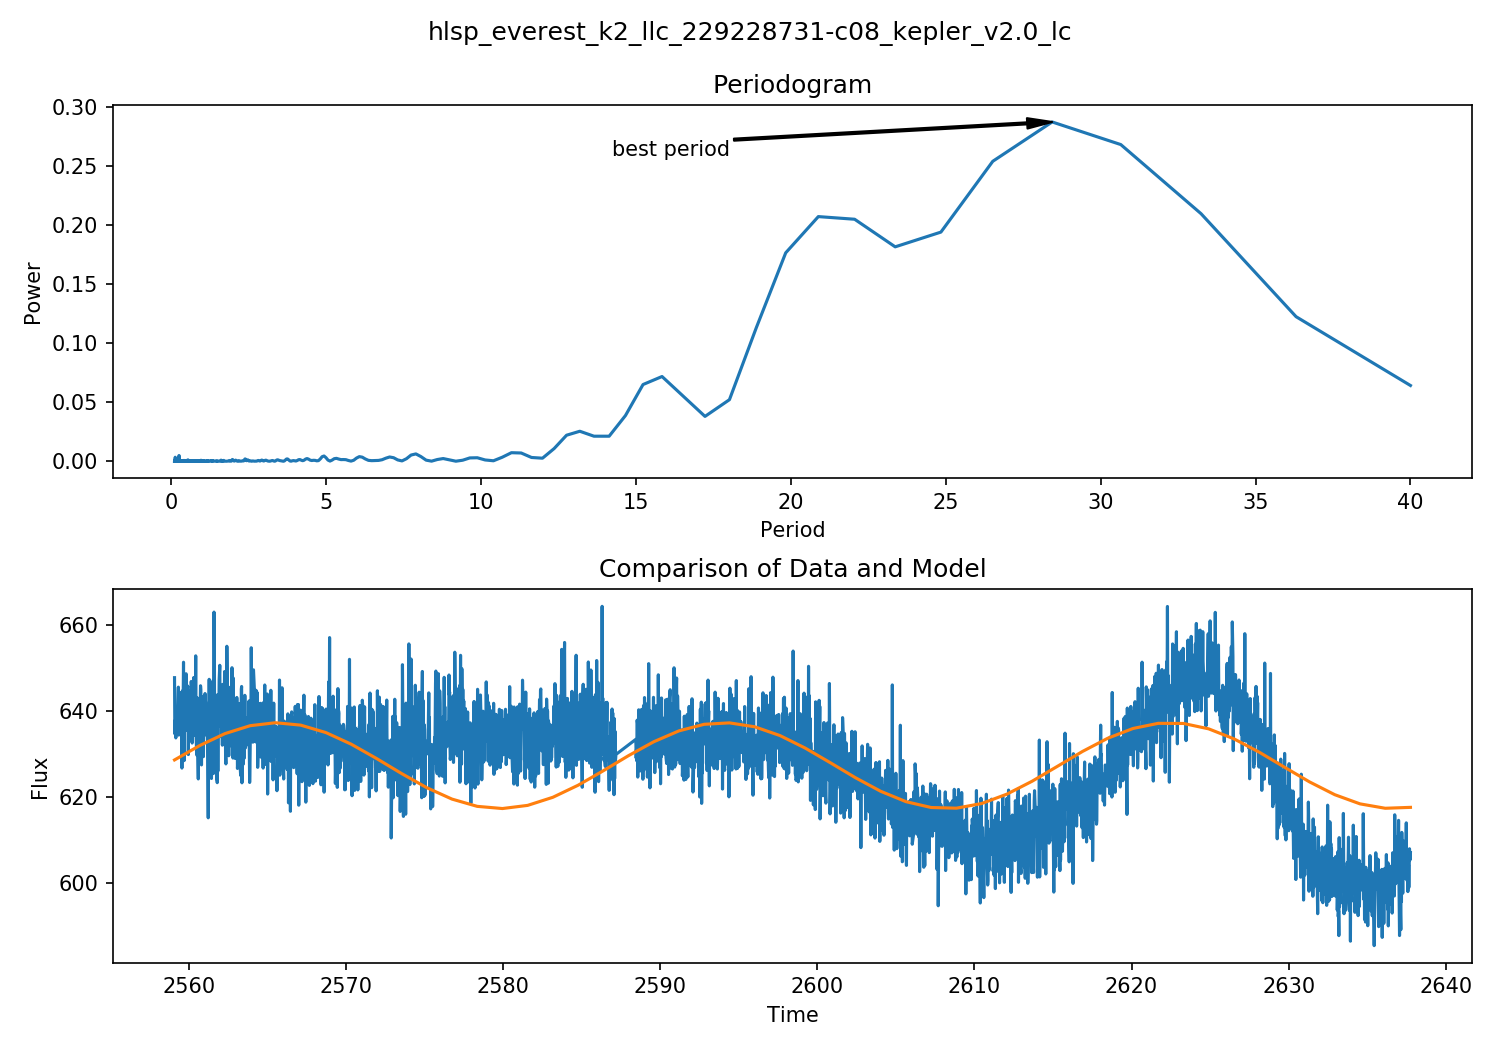 hlsp_everest_k2_llc_229228731-c08_kepler_v2.0_lc
Periodogram
0.30
0.25
0.20
0.15
0.10
0.05
0.00
Power
best period
0 5 10 15 20 25 30 35 40
Period
Comparison of Data and Model
660
640
620
600
Flux
2560 2570 2580 2590 2600 2610 2620 2630 2640
Time